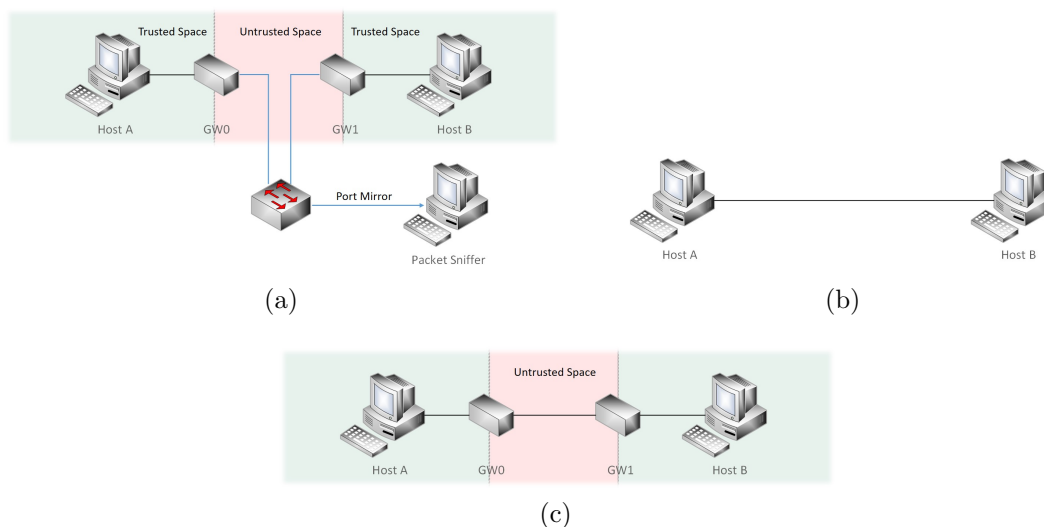 Trusted Space Untrusted Space Trusted Space
Host A GW0 GW1 Host B
Port Mirror
Packet Sniffer
Host A Host B
(a) (b)
Untrusted Space
Host A GW0 GW1 Host B
(c)